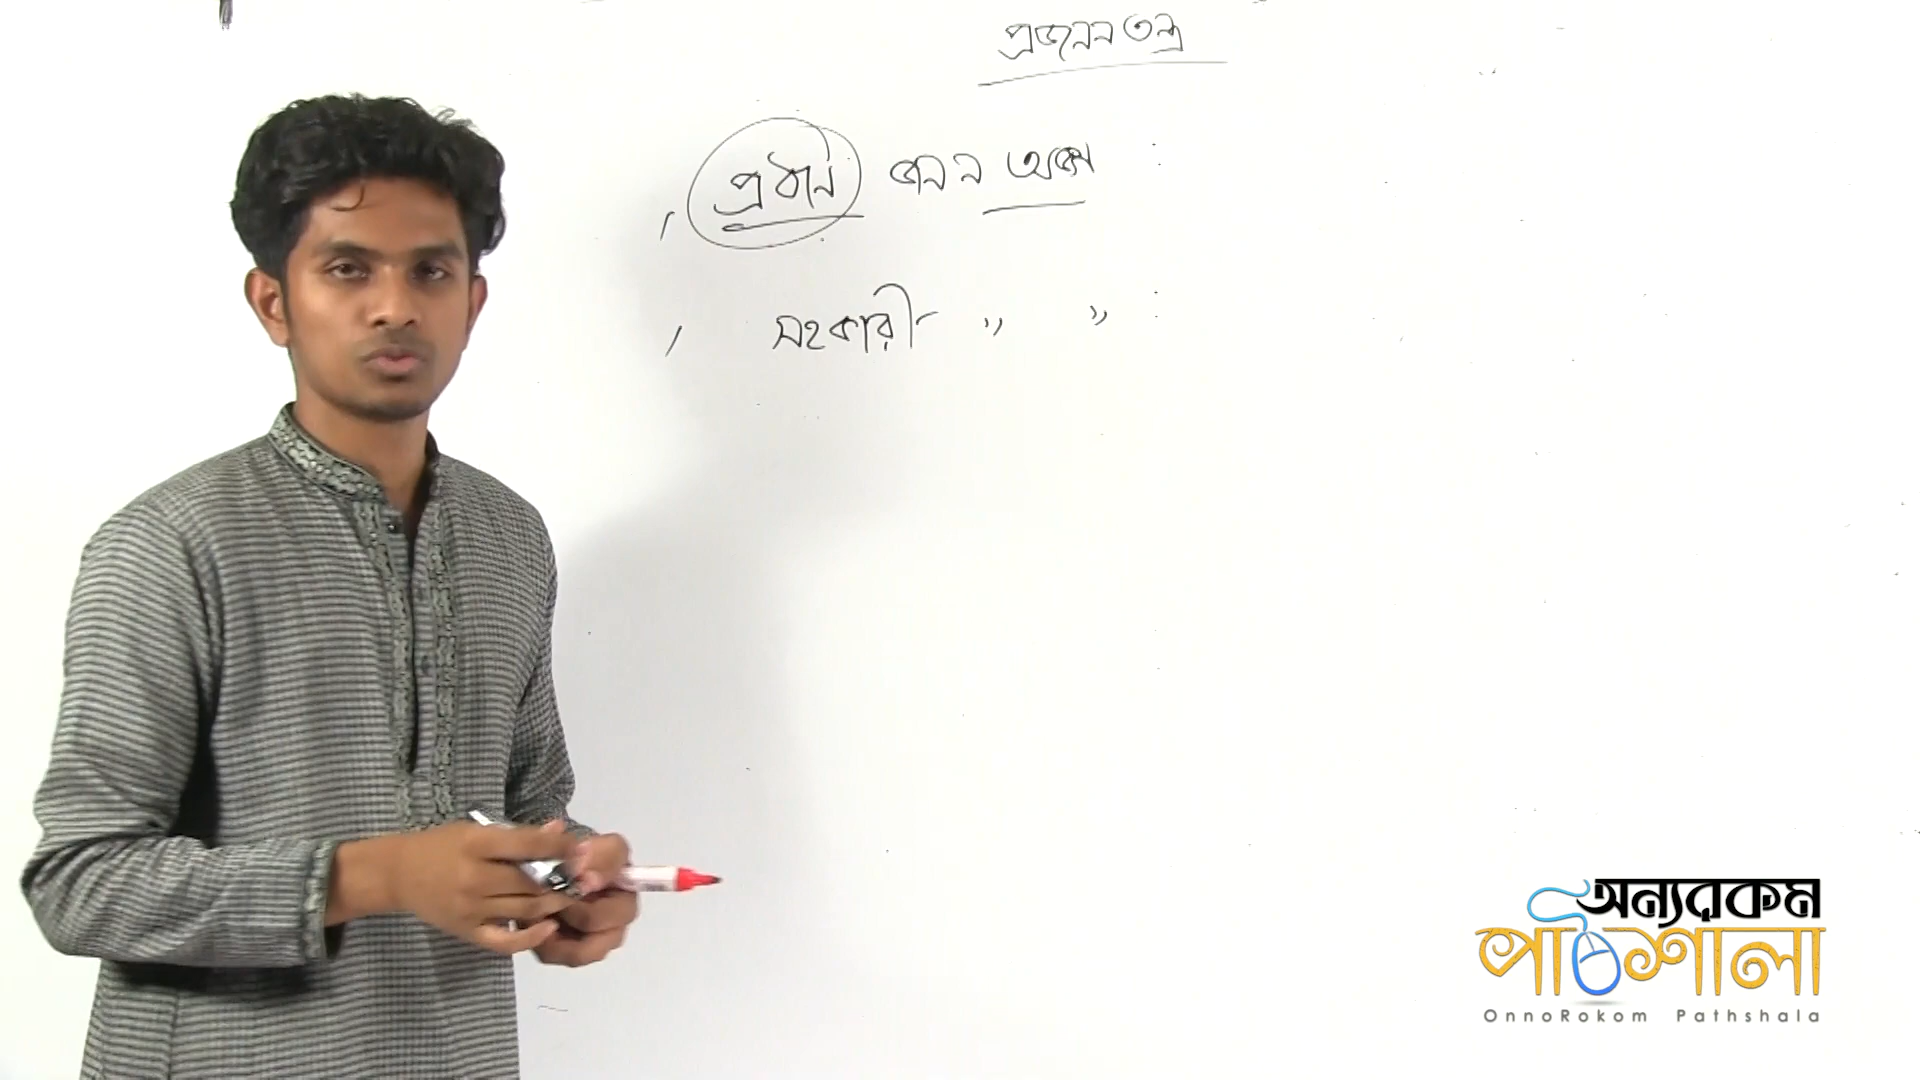 প্রজননতন্ত্র
/ প্রধান জনন অঙ্গ :
/ সহকারী " " :
অন্যরকম
পাঠশালা
OnnoRokom Pathshala